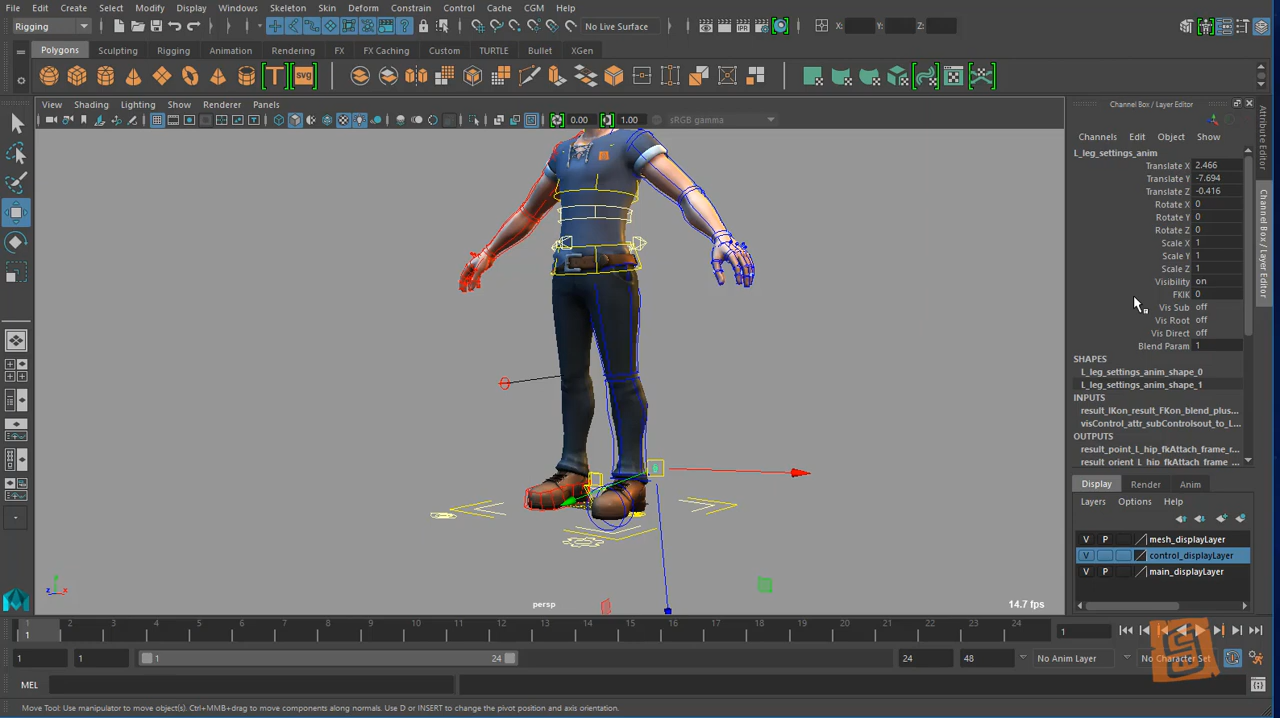 File Edit Create Select Modify Display Windows Skeleton Skin Deform Constrain Control Cache CGM Help
Rigging No Live Surface X: Y: Z:
Polygons Sculpting Rigging Animation Rendering FX FX Caching Custom TURTLE Bullet XGen
T svg
View Shading Lighting Show Renderer Panels
0.00 1.00 sRGB gamma
Channel Box / Layer Editor
Channels Edit Object Show
L_leg_settings_anim
Translate X 2.466
Translate Y -7.694
Translate Z -0.416
Rotate X 0
Rotate Y 0
Rotate Z 0
Scale X 1
Scale Y 1
Scale Z 1
Visibility on
FKIK 0
Vis Sub off
Vis Root off
Vis Direct off
Blend Param 1
SHAPES
L_leg_settings_anim_shape_0
L_leg_settings_anim_shape_1
INPUTS
result_IKon_result_FKon_blend_plus...
visControl_attr_subControlsout_to_L...
OUTPUTS
result_point_L_hip_fkAttach_frame_r...
result_orient_L_hip_fkAttach_frame_...
Attribute Editor
Channel Box / Layer Editor
Display Render Anim
Layers Options Help
V P mesh_displayLayer
V control_displayLayer
V P main_displayLayer
persp
14.7 fps
1 2 3 4 5 6 7 8 9 10 11 12 13 14 15 16 17 18 19 20 21 22 23 24
1 1
1 1 1 24 24 48 No Anim Layer No Character Set
MEL
Move Tool: Use manipulator to move object(s). Ctrl+MMB+drag to move components along normals. Use D or INSERT to change the pivot position and axis orientation.